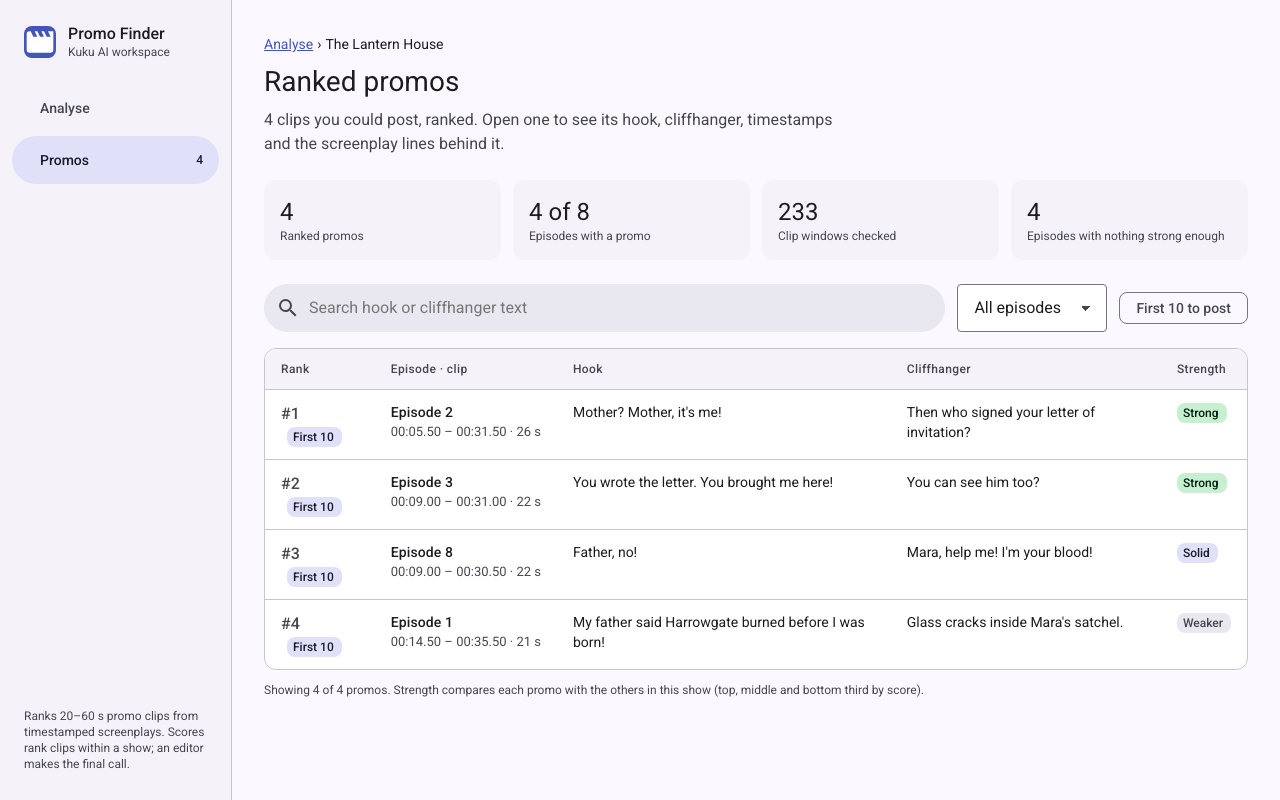 Promo Finder
Kuku AI workspace
Analyse
Promos 4
Ranks 20–60 s promo clips from
timestamped screenplays. Scores
rank clips within a show; an editor
makes the final call.
Analyse › The Lantern House
Ranked promos
4 clips you could post, ranked. Open one to see its hook, cliffhanger, timestamps
and the screenplay lines behind it.
4
Ranked promos
4 of 8
Episodes with a promo
233
Clip windows checked
4
Episodes with nothing strong enough
Search hook or cliffhanger text
All episodes
First 10 to post
Rank Episode · clip Hook Cliffhanger Strength
#1 Episode 2 Mother? Mother, it's me! Then who signed your letter of Strong
First 10 00:05.50 – 00:31.50 · 26 s invitation?
#2 Episode 3 You wrote the letter. You brought me here! You can see him too? Strong
First 10 00:09.00 – 00:31.00 · 22 s
#3 Episode 8 Father, no! Mara, help me! I'm your blood! Solid
First 10 00:09.00 – 00:30.50 · 22 s
#4 Episode 1 My father said Harrowgate burned before I was Glass cracks inside Mara's satchel. Weaker
First 10 00:14.50 – 00:35.50 · 21 s born!
Showing 4 of 4 promos. Strength compares each promo with the others in this show (top, middle and bottom third by score).